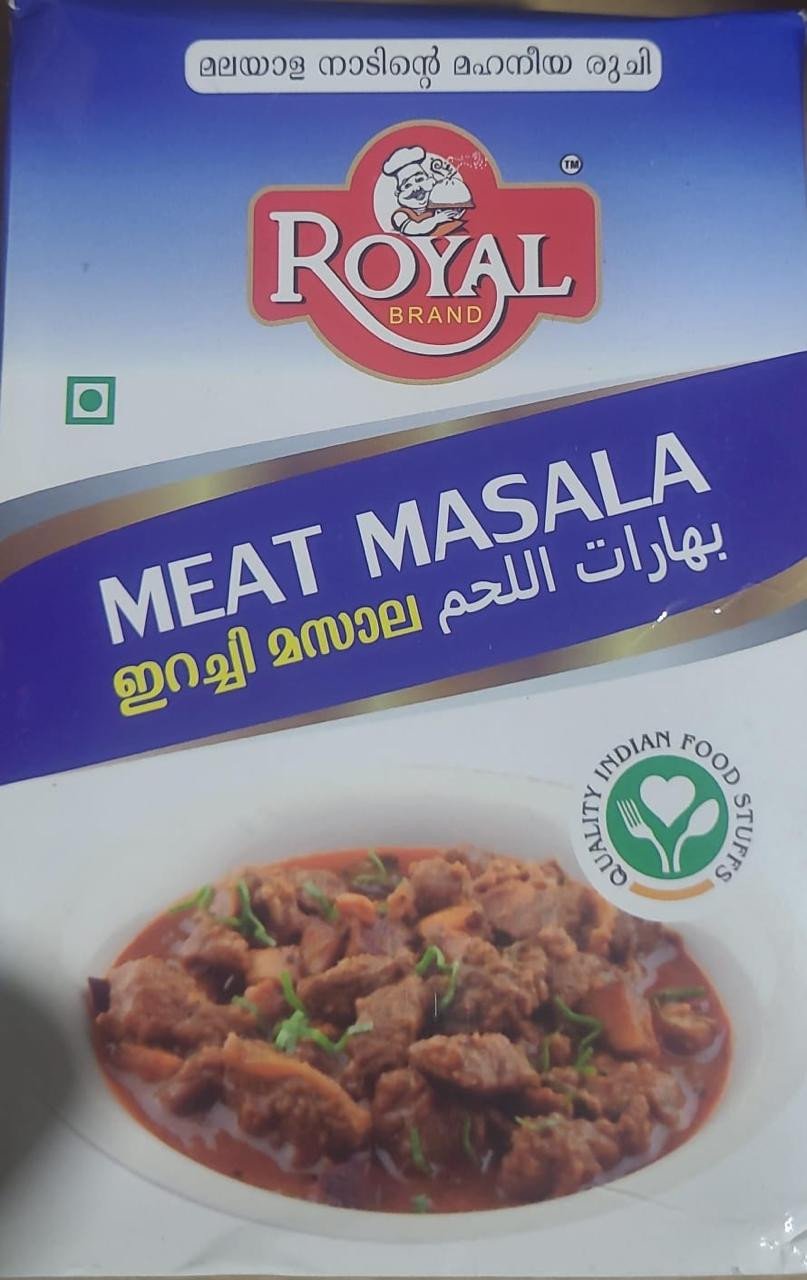 മലയാള നാടിന്റെ മഹനീയ രുചി
TM
ROYAL
BRAND
MEAT MASALA
ഇറച്ചി മസാല بهارات اللحم
QUALITY INDIAN FOOD STUFFS